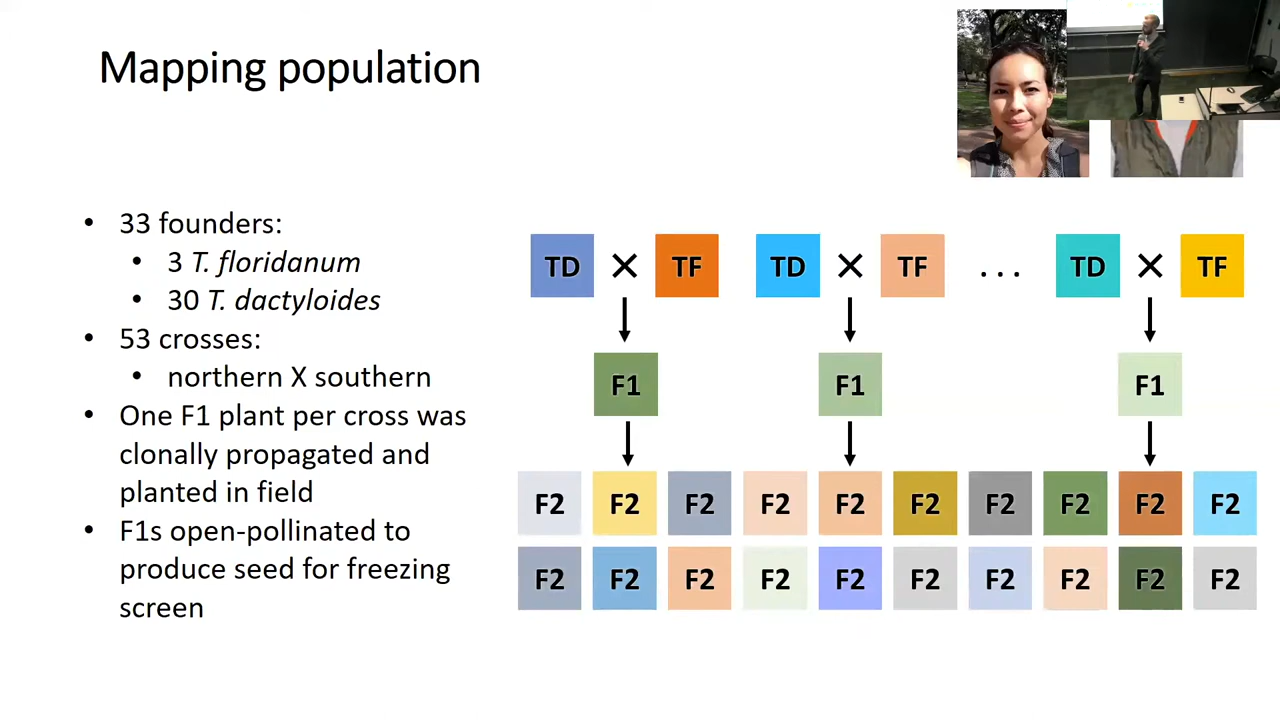 Mapping population
• 33 founders:
• 3 T. floridanum
• 30 T. dactyloides
• 53 crosses:
• northern X southern
• One F1 plant per cross was
clonally propagated and
planted in field
• F1s open-pollinated to
produce seed for freezing
screen
TD × TF TD × TF ... TD × TF
F1 F1 F1
F2 F2 F2 F2 F2 F2 F2 F2 F2 F2
F2 F2 F2 F2 F2 F2 F2 F2 F2 F2